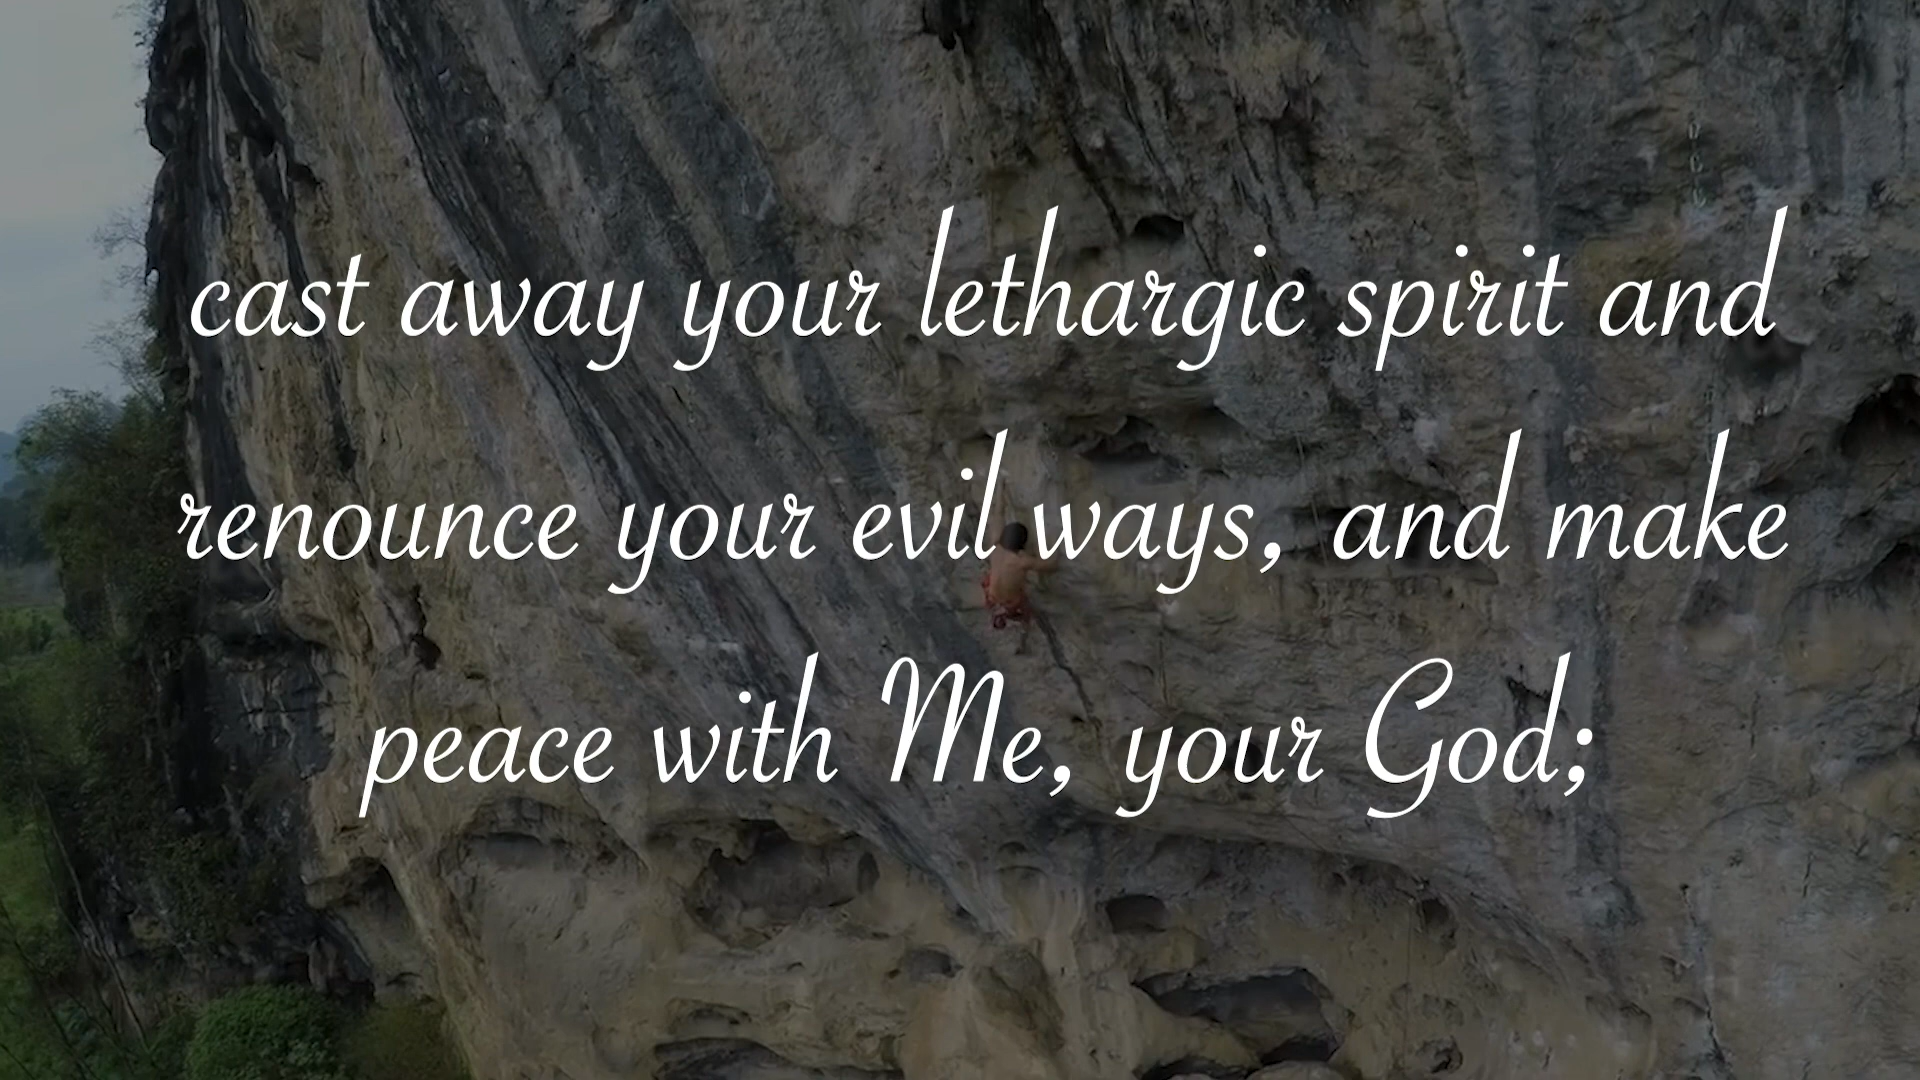 cast away your lethargic spirit and
renounce your evil ways, and make
peace with Me, your God;